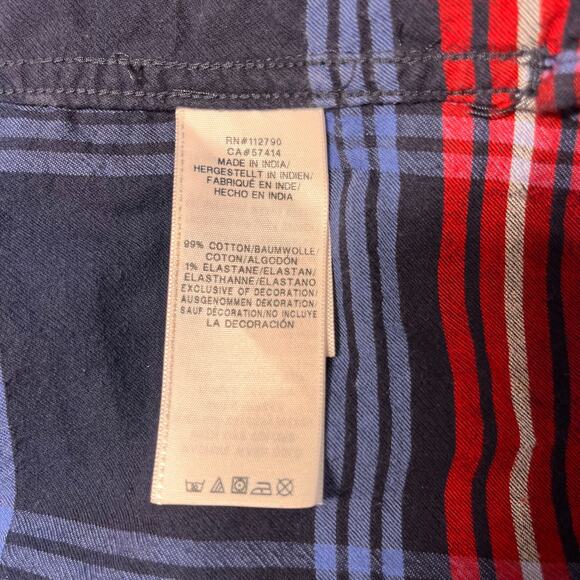 RN#112790
CA#57414
MADE IN INDIA/
HERGESTELLT IN INDIEN/
FABRIQUÉ EN INDE/
HECHO EN INDIA
99% COTTON/BAUMWOLLE/
COTON/ALGODÓN
1% ELASTANE/ELASTAN/
ELASTHANNE/ELASTANO
EXCLUSIVE OF DECORATION/
AUSGENOMMEN DEKORATION/
SAUF DÉCORATION/NO INCLUYE
LA DECORACIÓN